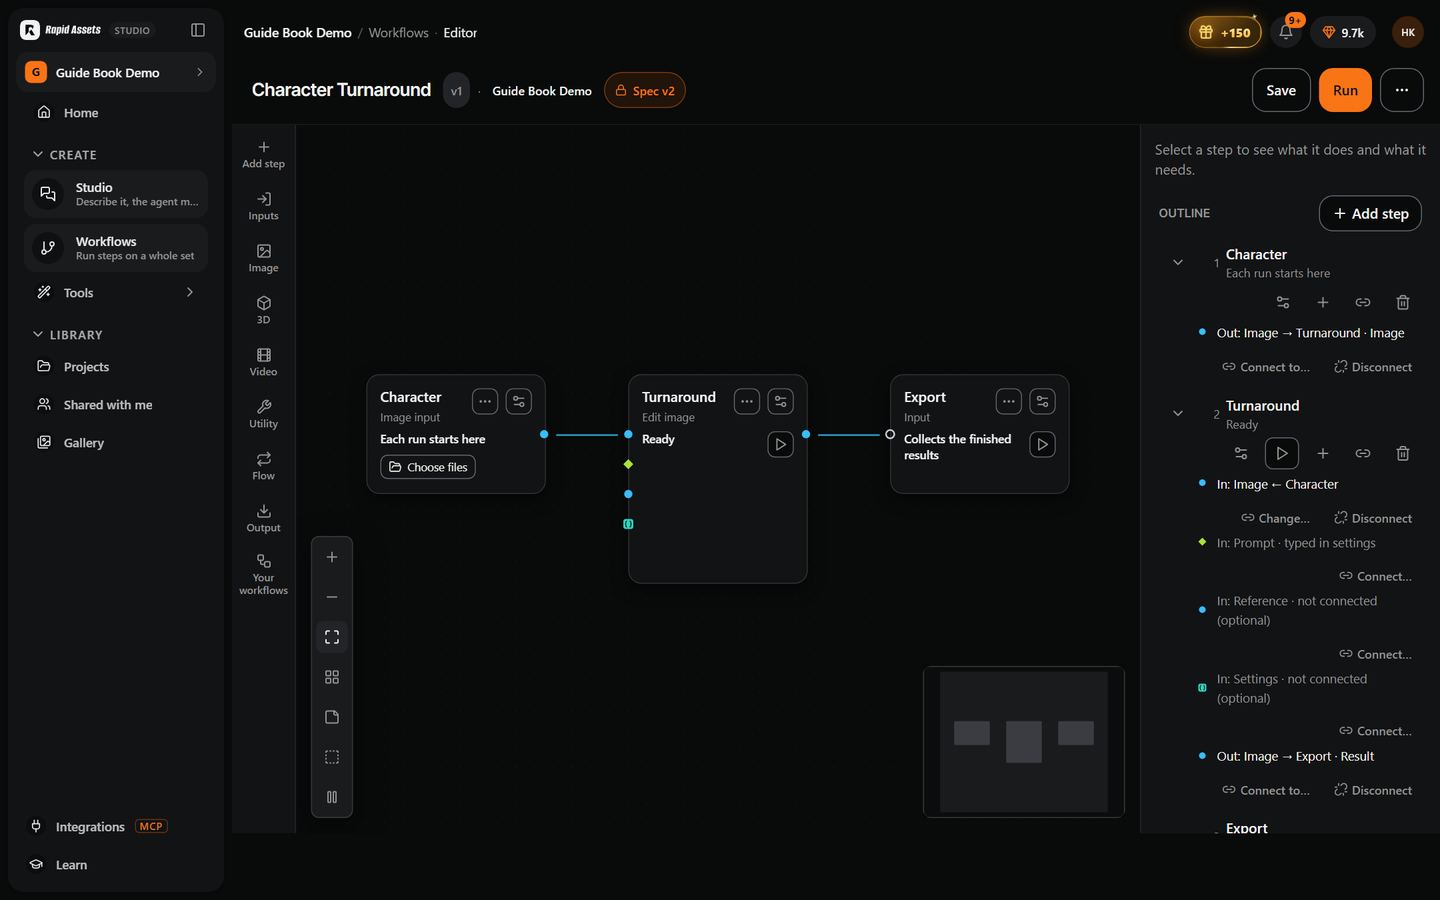 Rapid Assets STUDIO
Guide Book Demo / Workflows · Editor
+150
9+
9.7k
HK
G Guide Book Demo
Home
CREATE
Studio
Describe it, the agent m...
Workflows
Run steps on a whole set
Tools
LIBRARY
Projects
Shared with me
Gallery
Integrations MCP
Learn
Character Turnaround v1 · Guide Book Demo Spec v2
Save Run
Add step
Inputs
Image
3D
Video
Utility
Flow
Output
Your
workflows
Character
Image input
Each run starts here
Choose files
Turnaround
Edit image
Ready
Export
Input
Collects the finished
results
Select a step to see what it does and what it
needs.
OUTLINE Add step
1 Character
Each run starts here
Out: Image → Turnaround · Image
Connect to... Disconnect
2 Turnaround
Ready
In: Image ← Character
Change... Disconnect
In: Prompt · typed in settings
Connect...
In: Reference · not connected
(optional)
Connect...
In: Settings · not connected
(optional)
Connect...
Out: Image → Export · Result
Connect to... Disconnect
Export